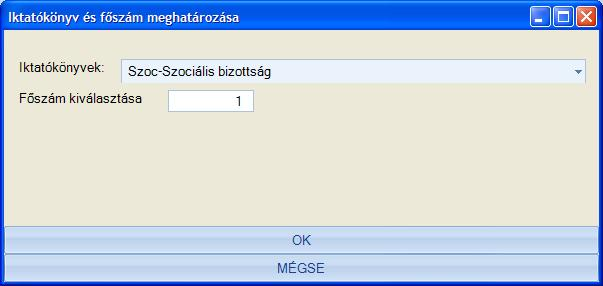 Iktatókönyv és főszám meghatározása
Iktatókönyvek: Szoc-Szociális bizottság
Főszám kiválasztása 1
OK
MÉGSE